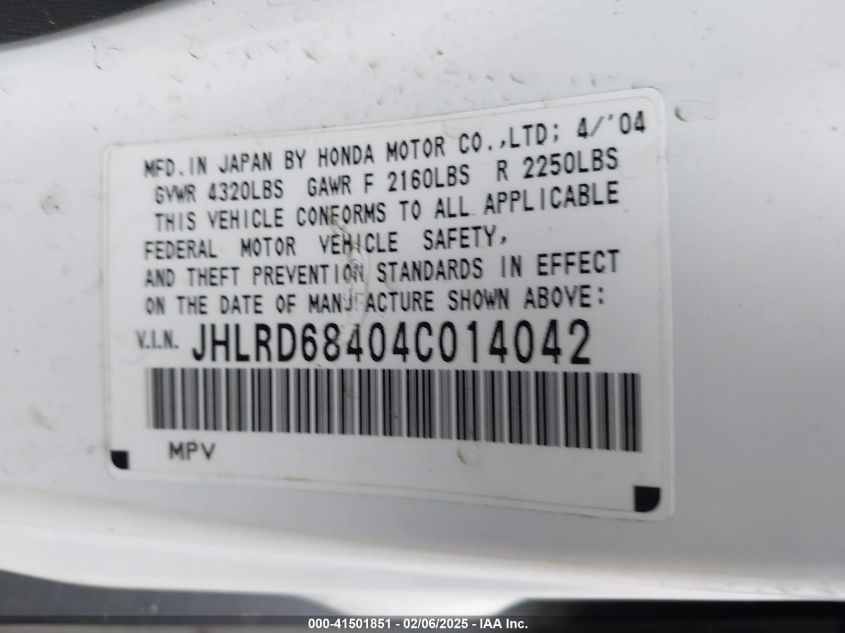 MFD. IN JAPAN BY HONDA MOTOR CO.,LTD; 4/'04
GVWR 4320LBS GAWR F 2160LBS R 2250LBS
THIS VEHICLE CONFORMS TO ALL APPLICABLE
FEDERAL MOTOR VEHICLE SAFETY,
AND THEFT PREVENTION STANDARDS IN EFFECT
ON THE DATE OF MANUFACTURE SHOWN ABOVE:
V.I.N. JHLRD68404C014042
MPV
000-41501851 - 02/06/2025 - IAA Inc.